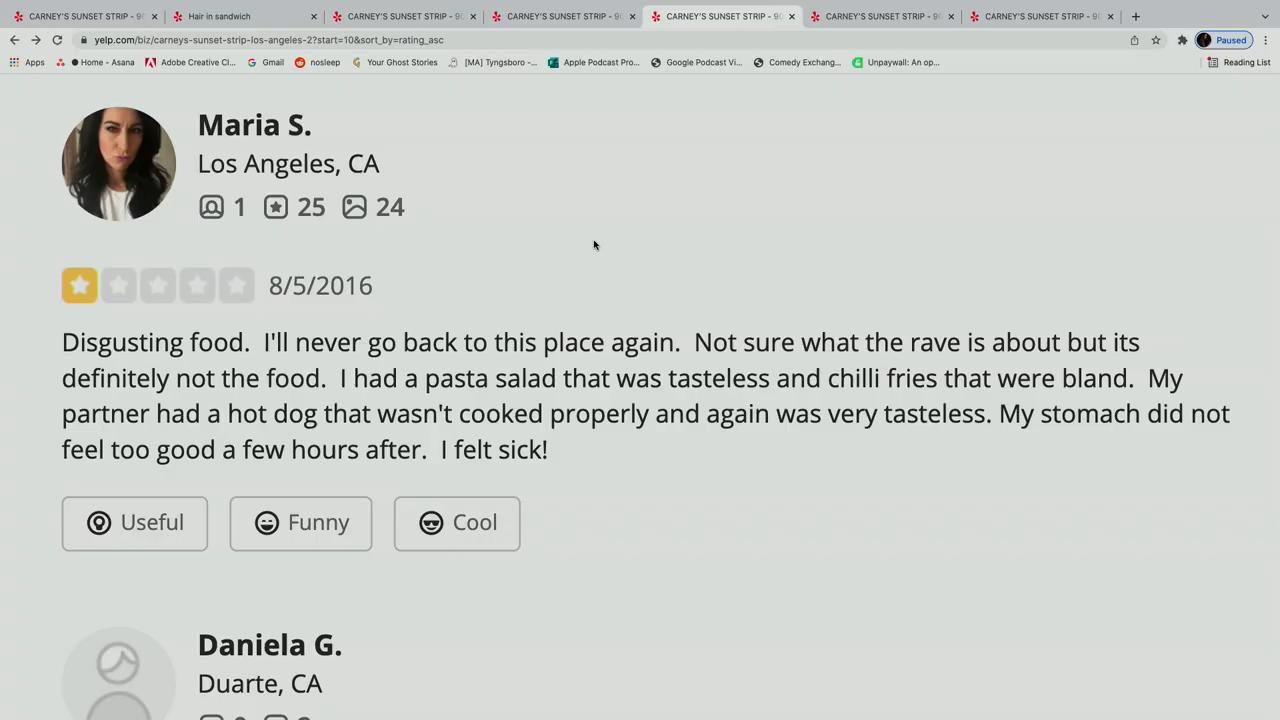 CARNEY'S SUNSET STRIP - 90
Hair in sandwich
CARNEY'S SUNSET STRIP - 90
CARNEY'S SUNSET STRIP - 90
CARNEY'S SUNSET STRIP - 90
CARNEY'S SUNSET STRIP - 90
CARNEY'S SUNSET STRIP - 90
yelp.com/biz/carneys-sunset-strip-los-angeles-2?start=10&sort_by=rating_asc
Paused
Apps
Home - Asana
Adobe Creative Cl...
Gmail
nosleep
Your Ghost Stories
[MA] Tyngsboro -...
Apple Podcast Pro...
Google Podcast Vi...
Comedy Exchang...
Unpaywall: An op...
Reading List
Maria S.
Los Angeles, CA
1 25 24
8/5/2016
Disgusting food.  I'll never go back to this place again.  Not sure what the rave is about but its
definitely not the food.  I had a pasta salad that was tasteless and chilli fries that were bland.  My
partner had a hot dog that wasn't cooked properly and again was very tasteless. My stomach did not
feel too good a few hours after.  I felt sick!
Useful
Funny
Cool
Daniela G.
Duarte, CA